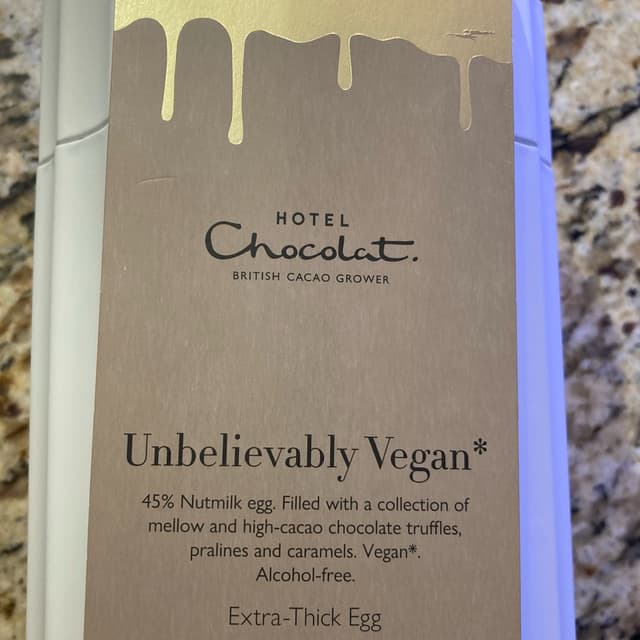 HOTEL
Chocolat.
BRITISH CACAO GROWER
Unbelievably Vegan*
45% Nutmilk egg. Filled with a collection of
mellow and high-cacao chocolate truffles,
pralines and caramels. Vegan*.
Alcohol-free.
Extra-Thick Egg